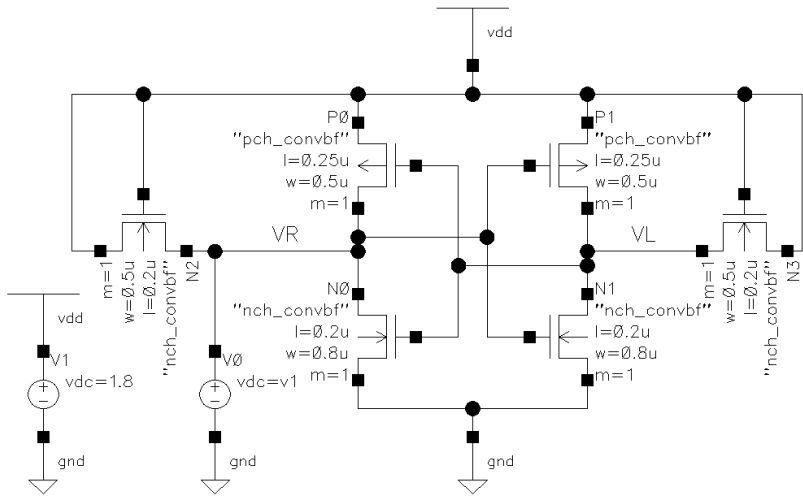 vdd
P0
"pch_convbf"
l=0.25u
w=0.5u
m=1
P1
"pch_convbf"
l=0.25u
w=0.5u
m=1
VR
VL
m=1
w=0.5u
l=0.2u
"nch_convbf"
N2
N0
"nch_convbf"
l=0.2u
w=0.8u
m=1
N1
"nch_convbf"
l=0.2u
w=0.8u
m=1
m=1
w=0.5u
l=0.2u
"nch_convbf"
N3
vdd
V1
vdc=1.8
gnd
V0
vdc=v1
gnd
gnd